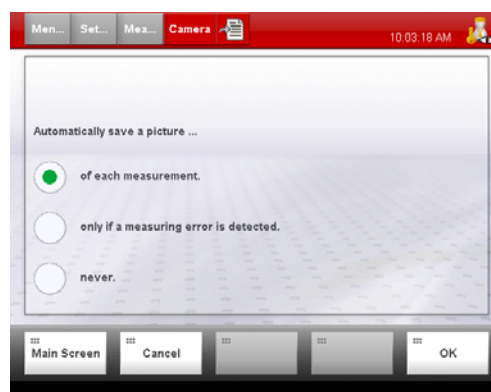 Men... Set... Mea... Camera 10:03:18 AM
Automatically save a picture ...
of each measurement.
only if a measuring error is detected.
never.
Main Screen Cancel OK